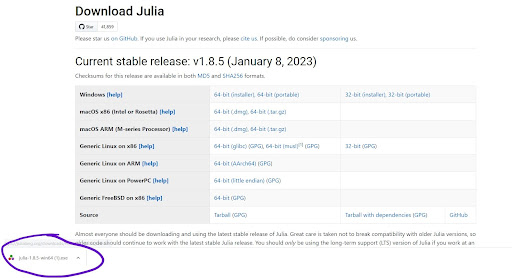 Download Julia
Star 41,659
Please star us on GitHub. If you use Julia in your research, please cite us. If possible, do consider sponsoring us.
Current stable release: v1.8.5 (January 8, 2023)
Checksums for this release are available in both MD5 and SHA256 formats.
Windows [help] 64-bit (installer), 64-bit (portable) 32-bit (installer), 32-bit (portable)
macOS x86 (Intel or Rosetta) [help] 64-bit (.dmg), 64-bit (.tar.gz)
macOS ARM (M-series Processor) [help] 64-bit (.dmg), 64-bit (.tar.gz)
Generic Linux on x86 [help] 64-bit (glibc) (GPG), 64-bit (musl)[1] (GPG) 32-bit (GPG)
Generic Linux on ARM [help] 64-bit (AArch64) (GPG)
Generic Linux on PowerPC [help] 64-bit (little endian) (GPG)
Generic FreeBSD on x86 [help] 64-bit (GPG)
Source Tarball (GPG) Tarball with dependencies (GPG) GitHub
Almost everyone should be downloading and using the latest stable release of Julia. Great care is taken not to break compatibility with older Julia versions, so
older code should continue to work with the latest stable Julia release. You should only be using the long-term support (LTS) version of Julia if you work at an
julia-1.8.5-win64 (1).exe